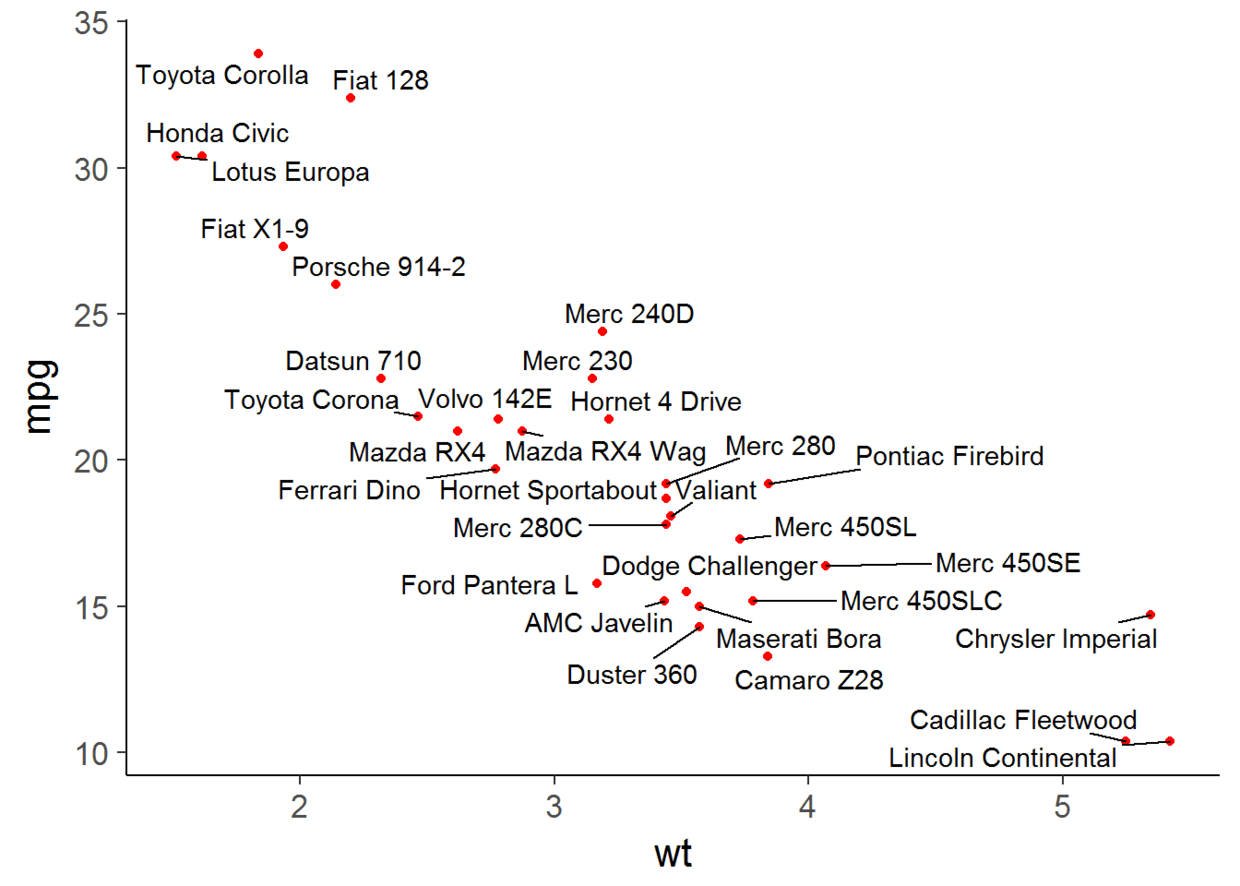 35
Toyota Corolla
Fiat 128
Honda Civic
30
Lotus Europa
Fiat X1-9
Porsche 914-2
25
Merc 240D
Datsun 710
Merc 230
Toyota Corona
Volvo 142E
Hornet 4 Drive
mpg
Mazda RX4
Mazda RX4 Wag
Merc 280
Pontiac Firebird
20
Ferrari Dino
Hornet Sportabout
Valiant
Merc 280C
Merc 450SL
Dodge Challenger
Merc 450SE
Ford Pantera L
15
Merc 450SLC
AMC Javelin
Maserati Bora
Chrysler Imperial
Duster 360
Camaro Z28
Cadillac Fleetwood
10
Lincoln Continental
2
3
4
5
wt